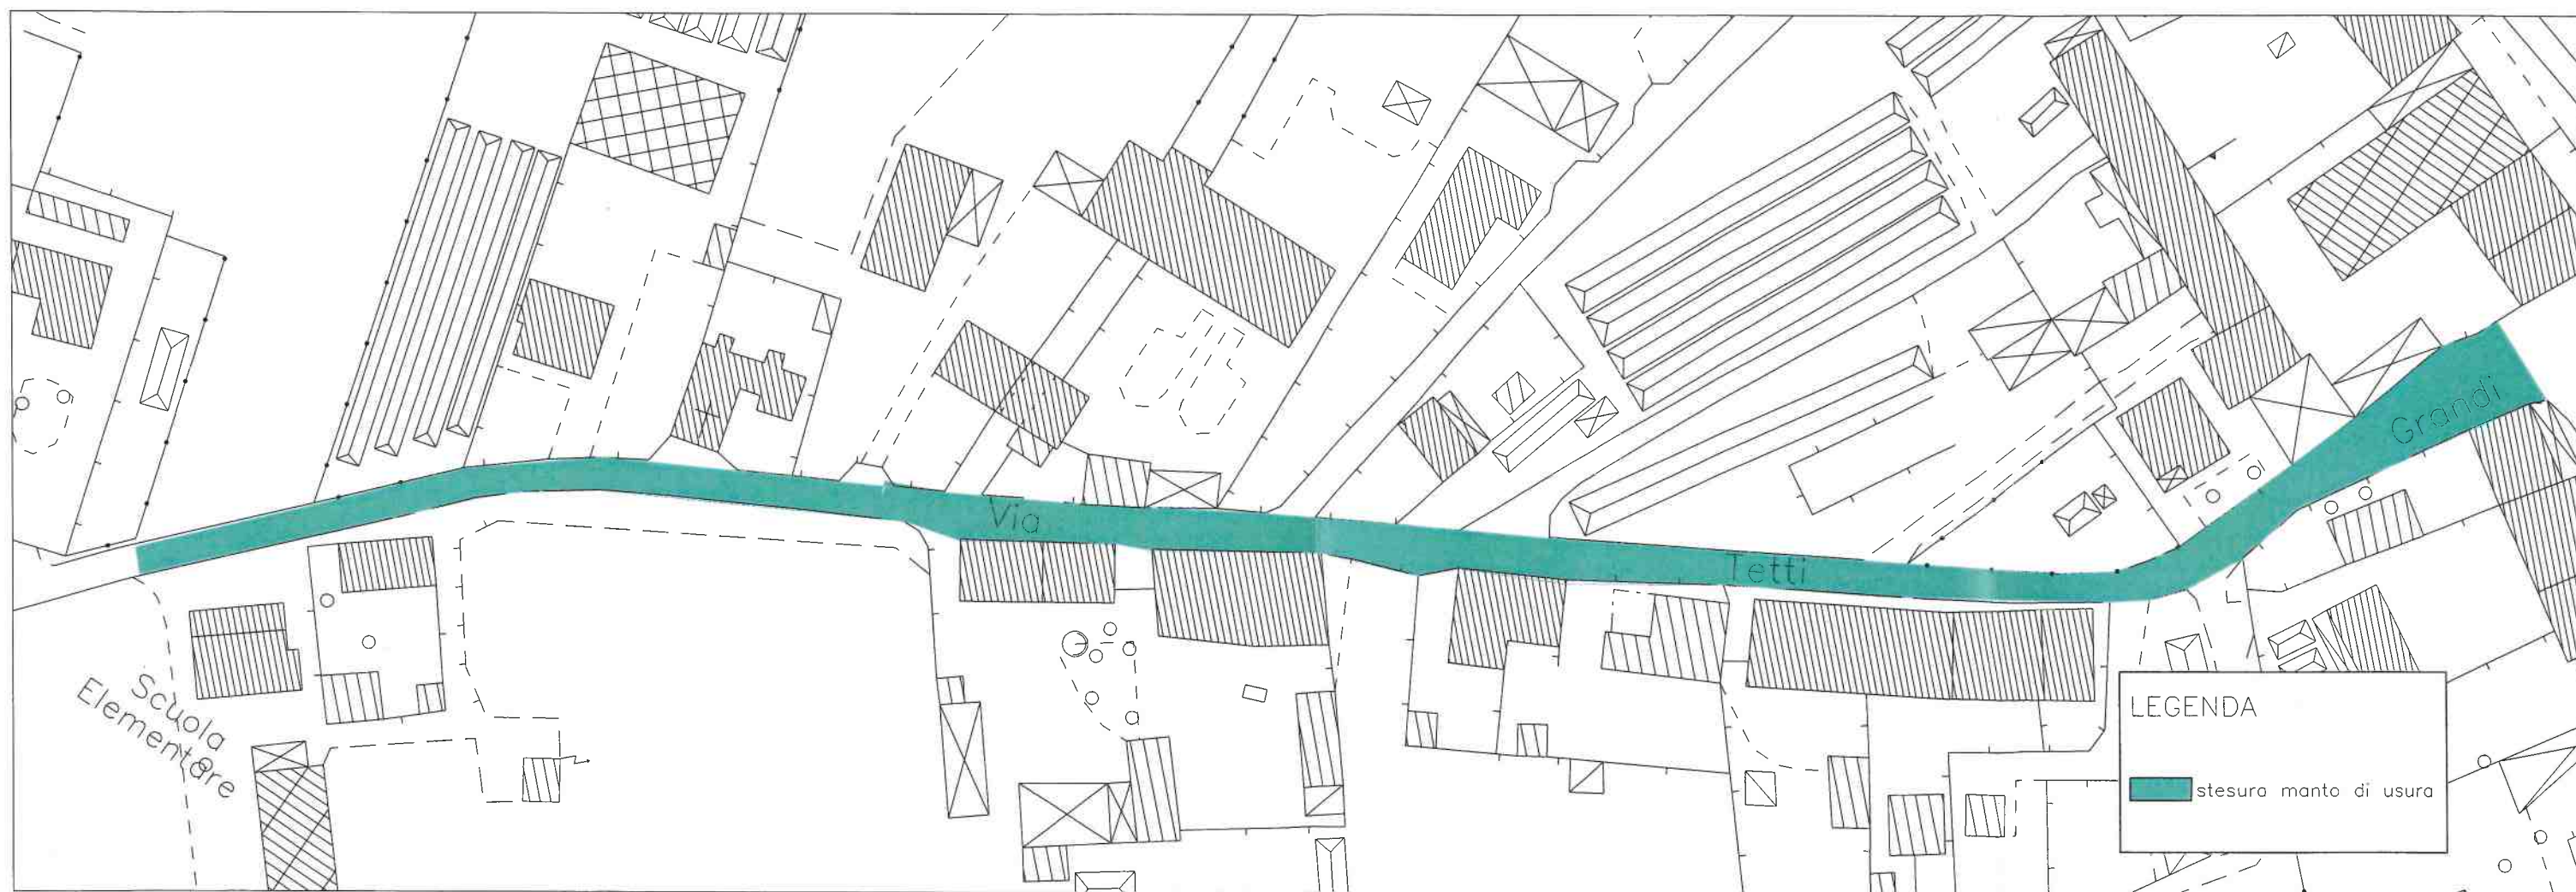 Via
Tetti
Grandi
Scuola
Elementare
LEGENDA
stesura manto di usura